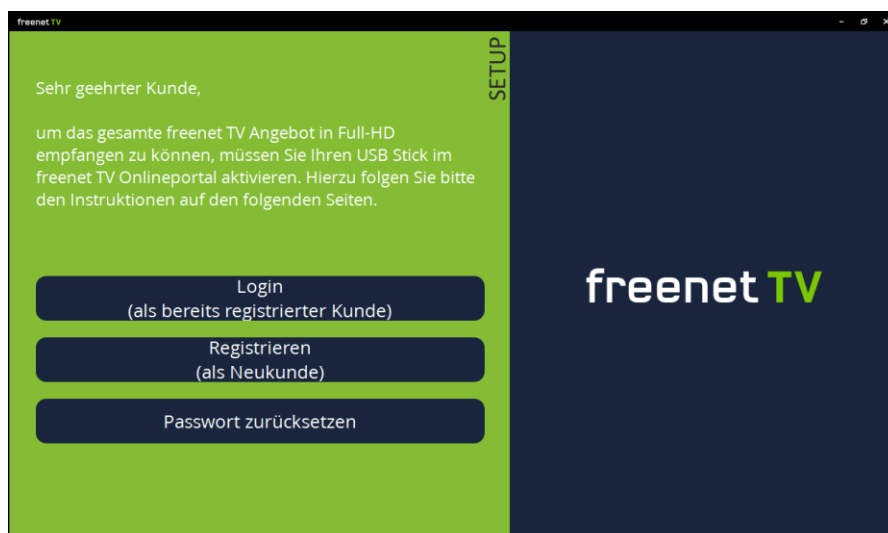 freenet TV
SETUP
Sehr geehrter Kunde,
um das gesamte freenet TV Angebot in Full-HD
empfangen zu können, müssen Sie Ihren USB Stick im
freenet TV Onlineportal aktivieren. Hierzu folgen Sie bitte
den Instruktionen auf den folgenden Seiten.
Login
(als bereits registrierter Kunde)
Registrieren
(als Neukunde)
Passwort zurücksetzen
freenet TV